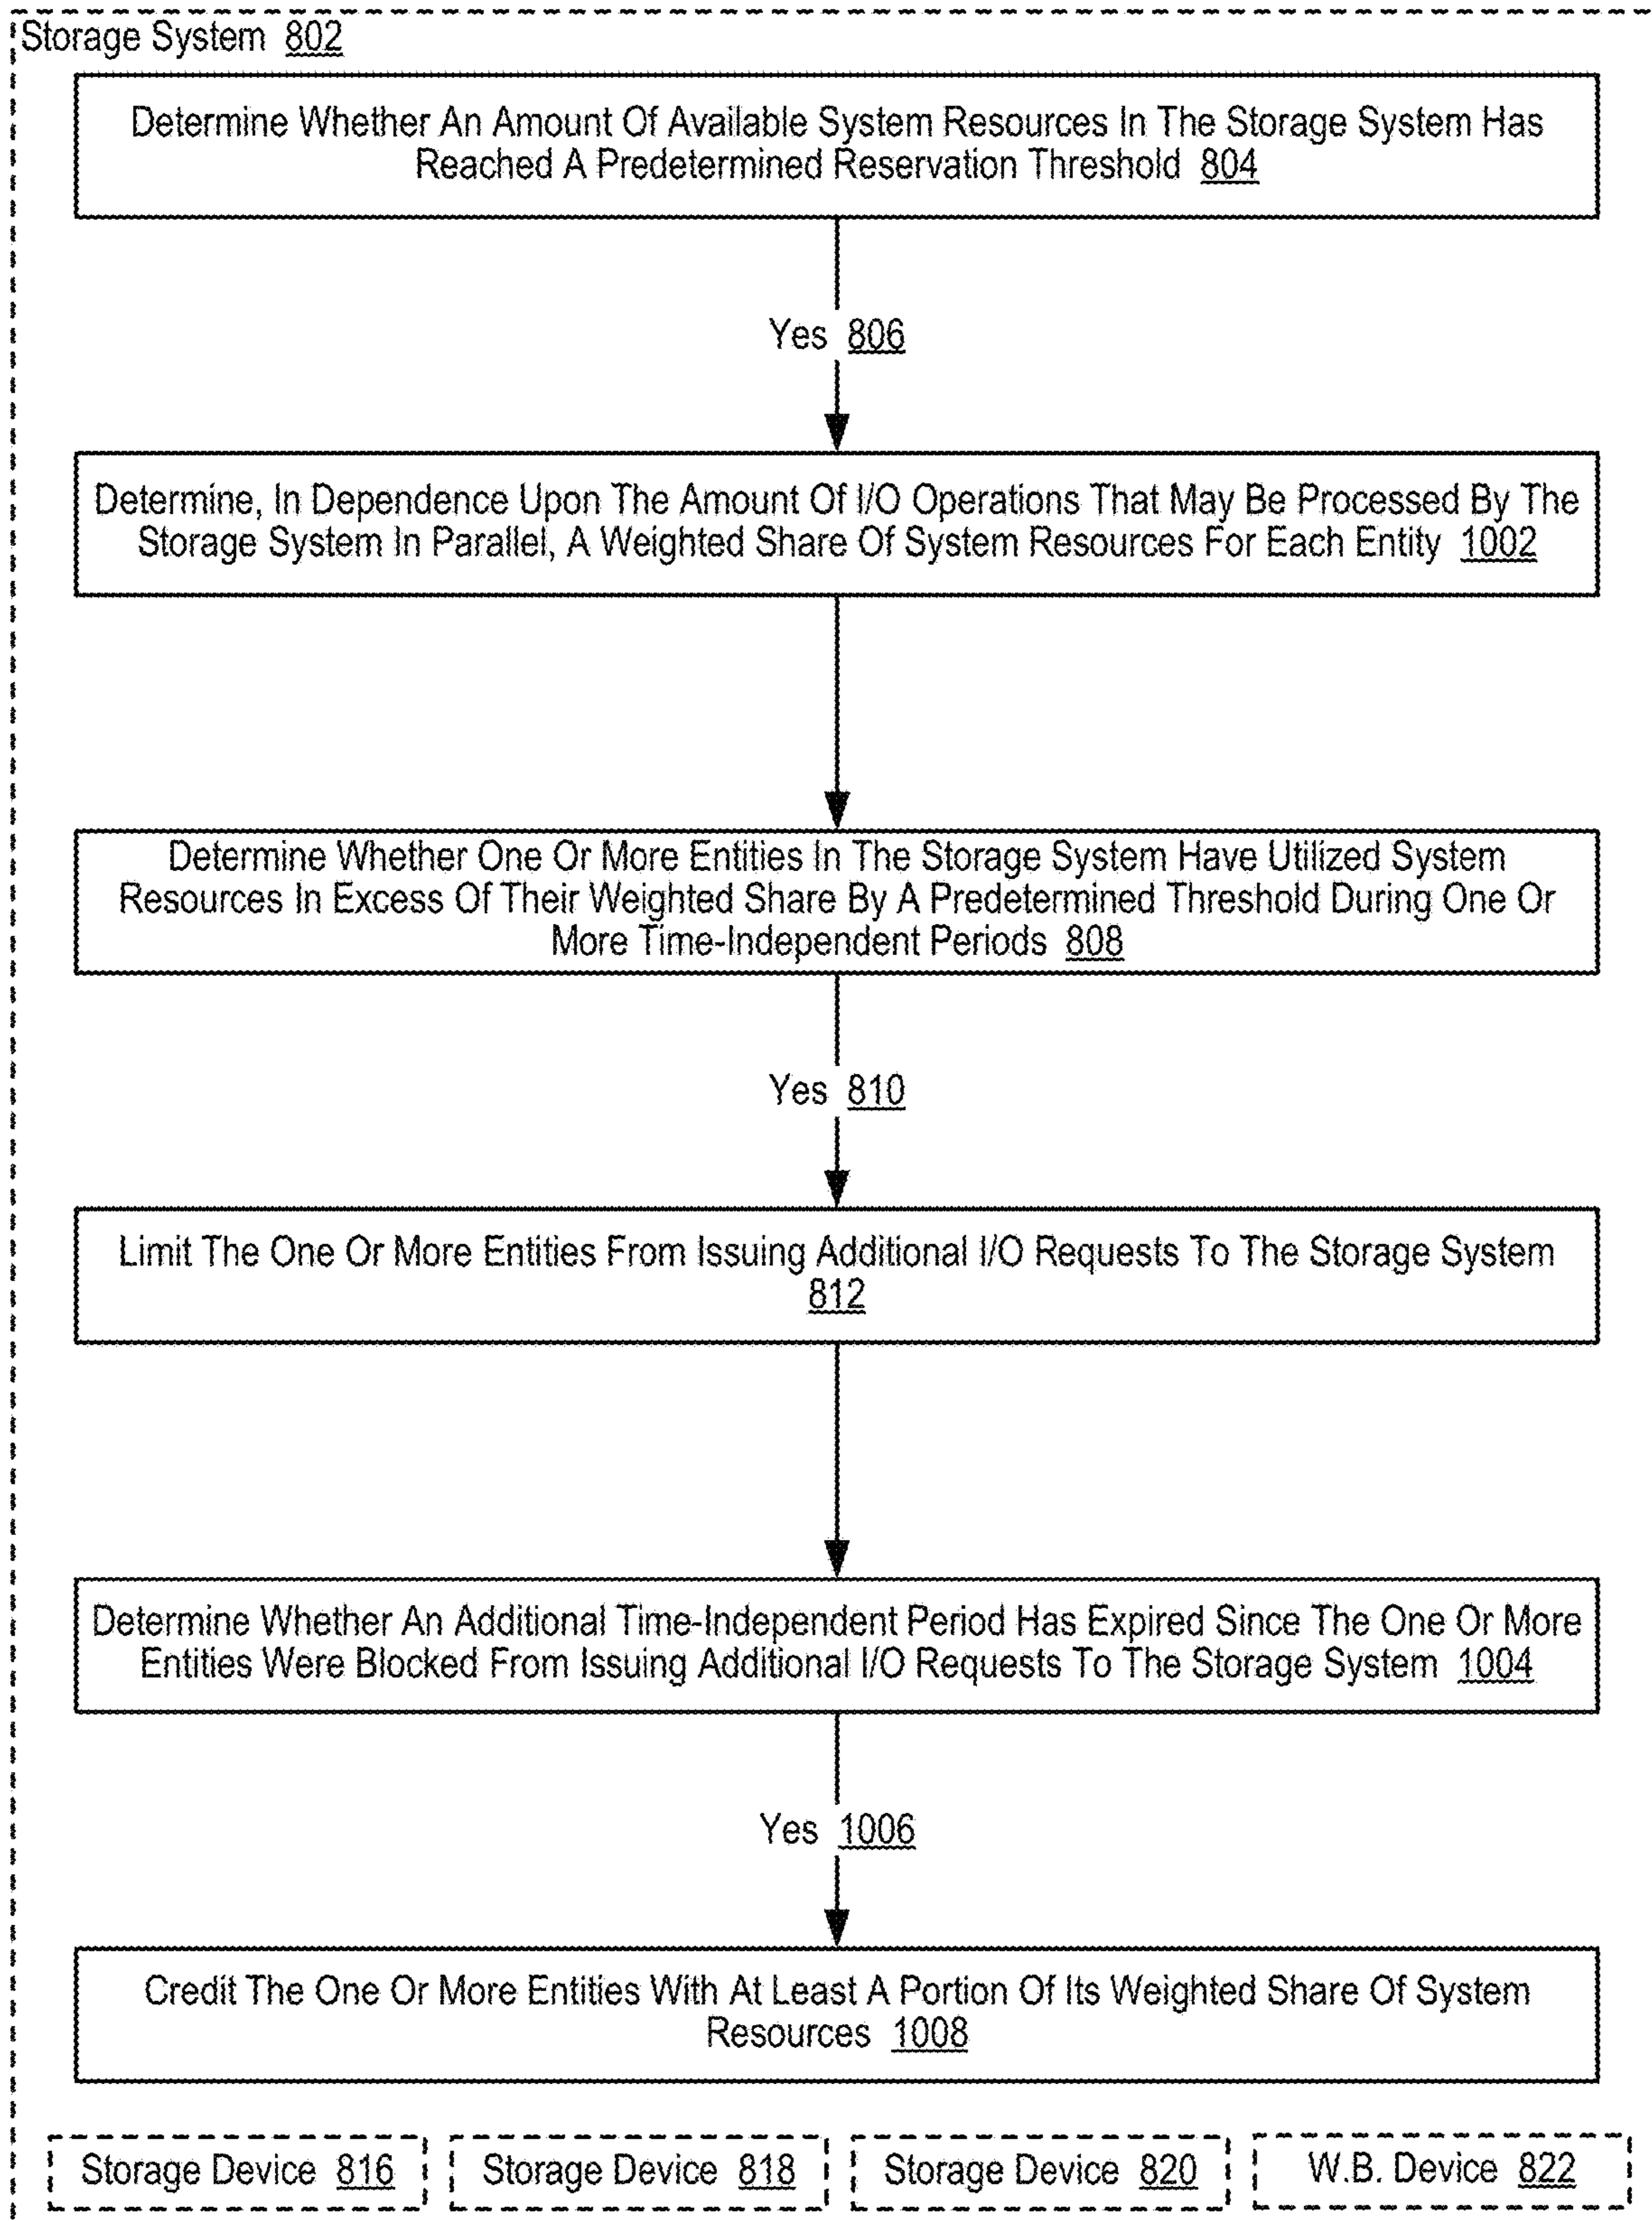 Storage System 802
Determine Whether An Amount Of Available System Resources In The Storage System Has
Reached A Predetermined Reservation Threshold 804
Yes 806
Determine, In Dependence Upon The Amount Of I/O Operations That May Be Processed By The
Storage System In Parallel, A Weighted Share Of System Resources For Each Entity 1002
Determine Whether One Or More Entities In The Storage System Have Utilized System
Resources In Excess Of Their Weighted Share By A Predetermined Threshold During One Or
More Time-Independent Periods 808
Yes 810
Limit The One Or More Entities From Issuing Additional I/O Requests To The Storage System
812
Determine Whether An Additional Time-Independent Period Has Expired Since The One Or More
Entities Were Blocked From Issuing Additional I/O Requests To The Storage System 1004
Yes 1006
Credit The One Or More Entities With At Least A Portion Of Its Weighted Share Of System
Resources 1008
Storage Device 816 Storage Device 818 Storage Device 820 W.B. Device 822